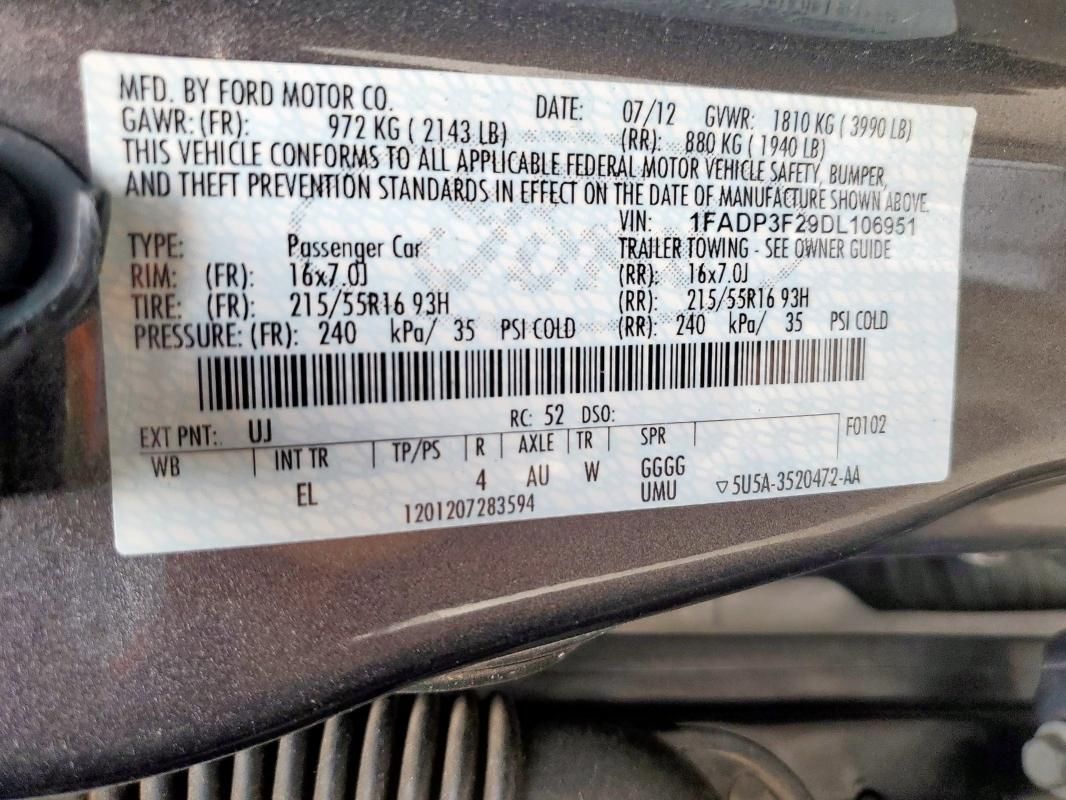 MFD. BY FORD MOTOR CO. DATE: 07/12 GVWR: 1810 KG ( 3990 LB)
GAWR: (FR): 972 KG ( 2143 LB) (RR): 880 KG ( 1940 LB)
THIS VEHICLE CONFORMS TO ALL APPLICABLE FEDERAL MOTOR VEHICLE SAFETY, BUMPER,
AND THEFT PREVENTION STANDARDS IN EFFECT ON THE DATE OF MANUFACTURE SHOWN ABOVE.
VIN: 1FADP3F29DL106951
TYPE: Passenger Car TRAILER TOWING - SEE OWNER GUIDE
RIM: (FR): 16x7.0J (RR): 16x7.0J
TIRE: (FR): 215/55R16 93H (RR): 215/55R16 93H
PRESSURE: (FR): 240 kPa/ 35 PSI COLD (RR): 240 kPa/ 35 PSI COLD
EXT PNT: UJ RC: 52 DSO: F0102
WB INT TR TP/PS R AXLE TR SPR
EL 4 AU W GGGG
UMU
1201207283594 ▽5U5A-3520472-AA